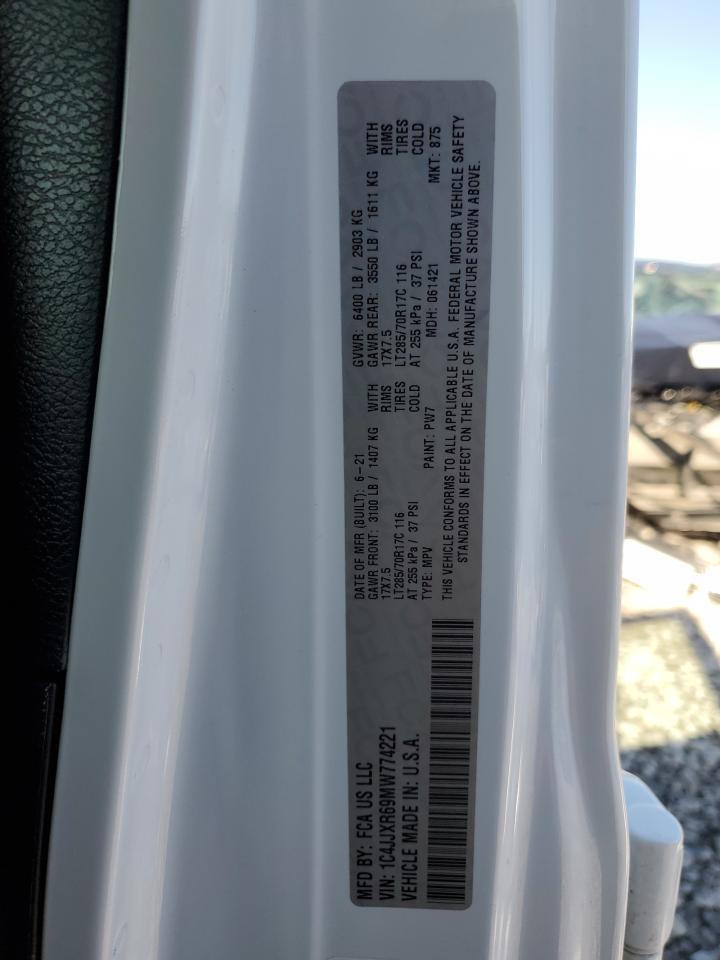 MFD BY: FCA US LLC
VIN: 1C4JJXR69MW774221
VEHICLE MADE IN: U.S.A.
DATE OF MFR (BUILT): 6-21 GVWR: 6400 LB / 2903 KG
GAWR FRONT: 3100 LB / 1407 KG WITH GAWR REAR: 3550 LB / 1611 KG WITH
17X7.5 RIMS 17X7.5 RIMS
LT285/70R17C 116 TIRES LT285/70R17C 116 TIRES
AT 255 kPa / 37 PSI COLD AT 255 kPa / 37 PSI COLD
TYPE: MPV PAINT: PW7 MDH: 061421 MKT: 875
THIS VEHICLE CONFORMS TO ALL APPLICABLE U.S.A. FEDERAL MOTOR VEHICLE SAFETY
STANDARDS IN EFFECT ON THE DATE OF MANUFACTURE SHOWN ABOVE.